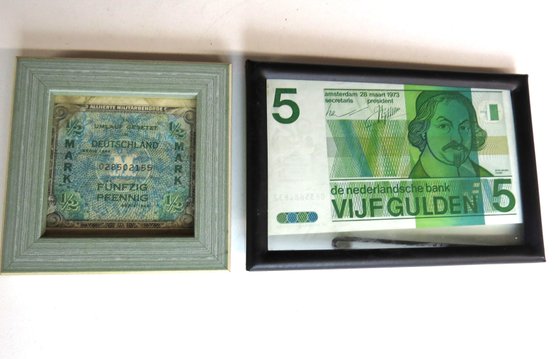 ALLIIERTE MILITÄRBEHÖRDE
UMLAUF GESETZT
1/2
1/2
DEUTSCHLAND
MARK
MARK
028502155
FÜNFZIG
PFENNIG
1/2
1/2
5
amsterdam 28 maart 1973
secretaris president
de nederlandsche bank
VIJF GULDEN
5